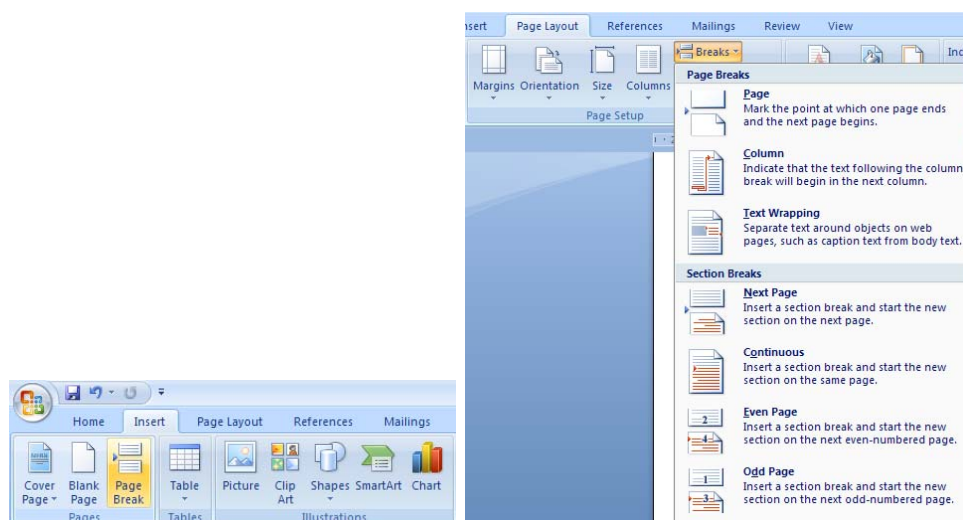 Home Insert Page Layout References Mailings
Cover Page Blank Page Page Break Table Picture Clip Art Shapes SmartArt Chart
Pages Tables Illustrations
nsert Page Layout References Mailings Review View
Breaks Ind
Margins Orientation Size Columns
Page Setup
Page Breaks
Page
Mark the point at which one page ends
and the next page begins.
Column
Indicate that the text following the column
break will begin in the next column.
Text Wrapping
Separate text around objects on web
pages, such as caption text from body text.
Section Breaks
Next Page
Insert a section break and start the new
section on the next page.
Continuous
Insert a section break and start the new
section on the same page.
2
4
Even Page
Insert a section break and start the new
section on the next even-numbered page.
1
3
Odd Page
Insert a section break and start the new
section on the next odd-numbered page.